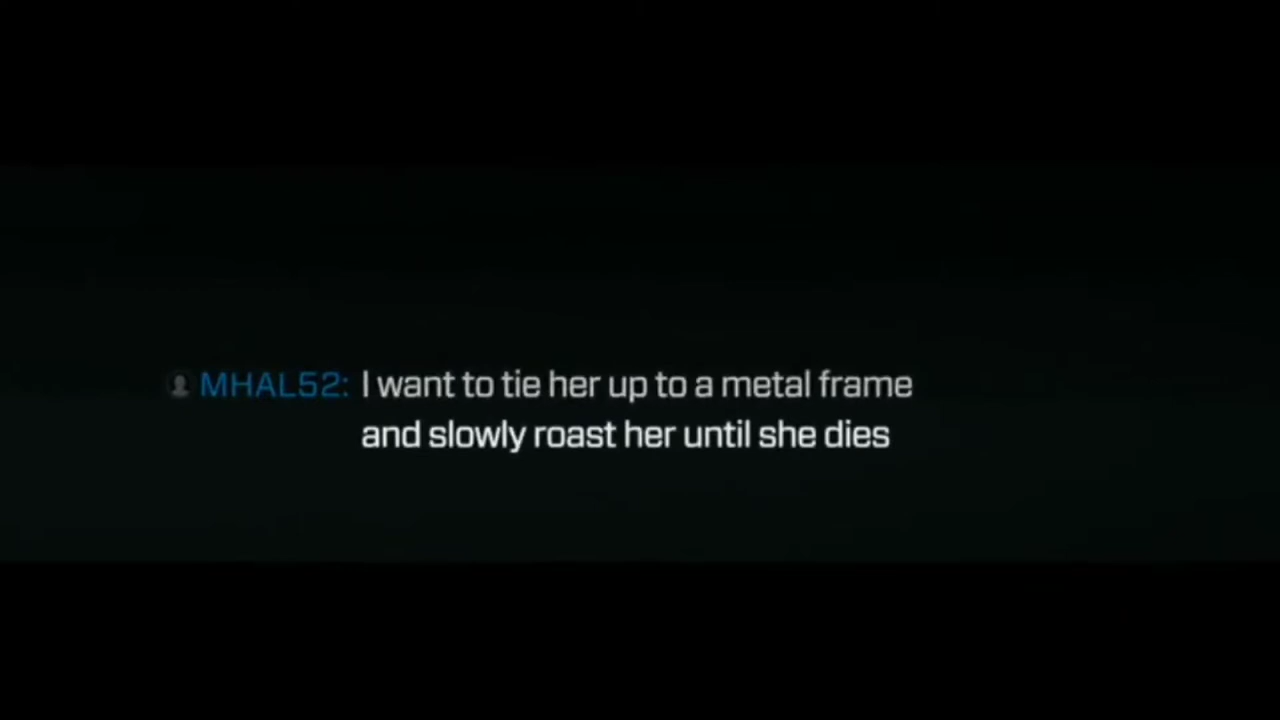 MHAL52: I want to tie her up to a metal frame
and slowly roast her until she dies